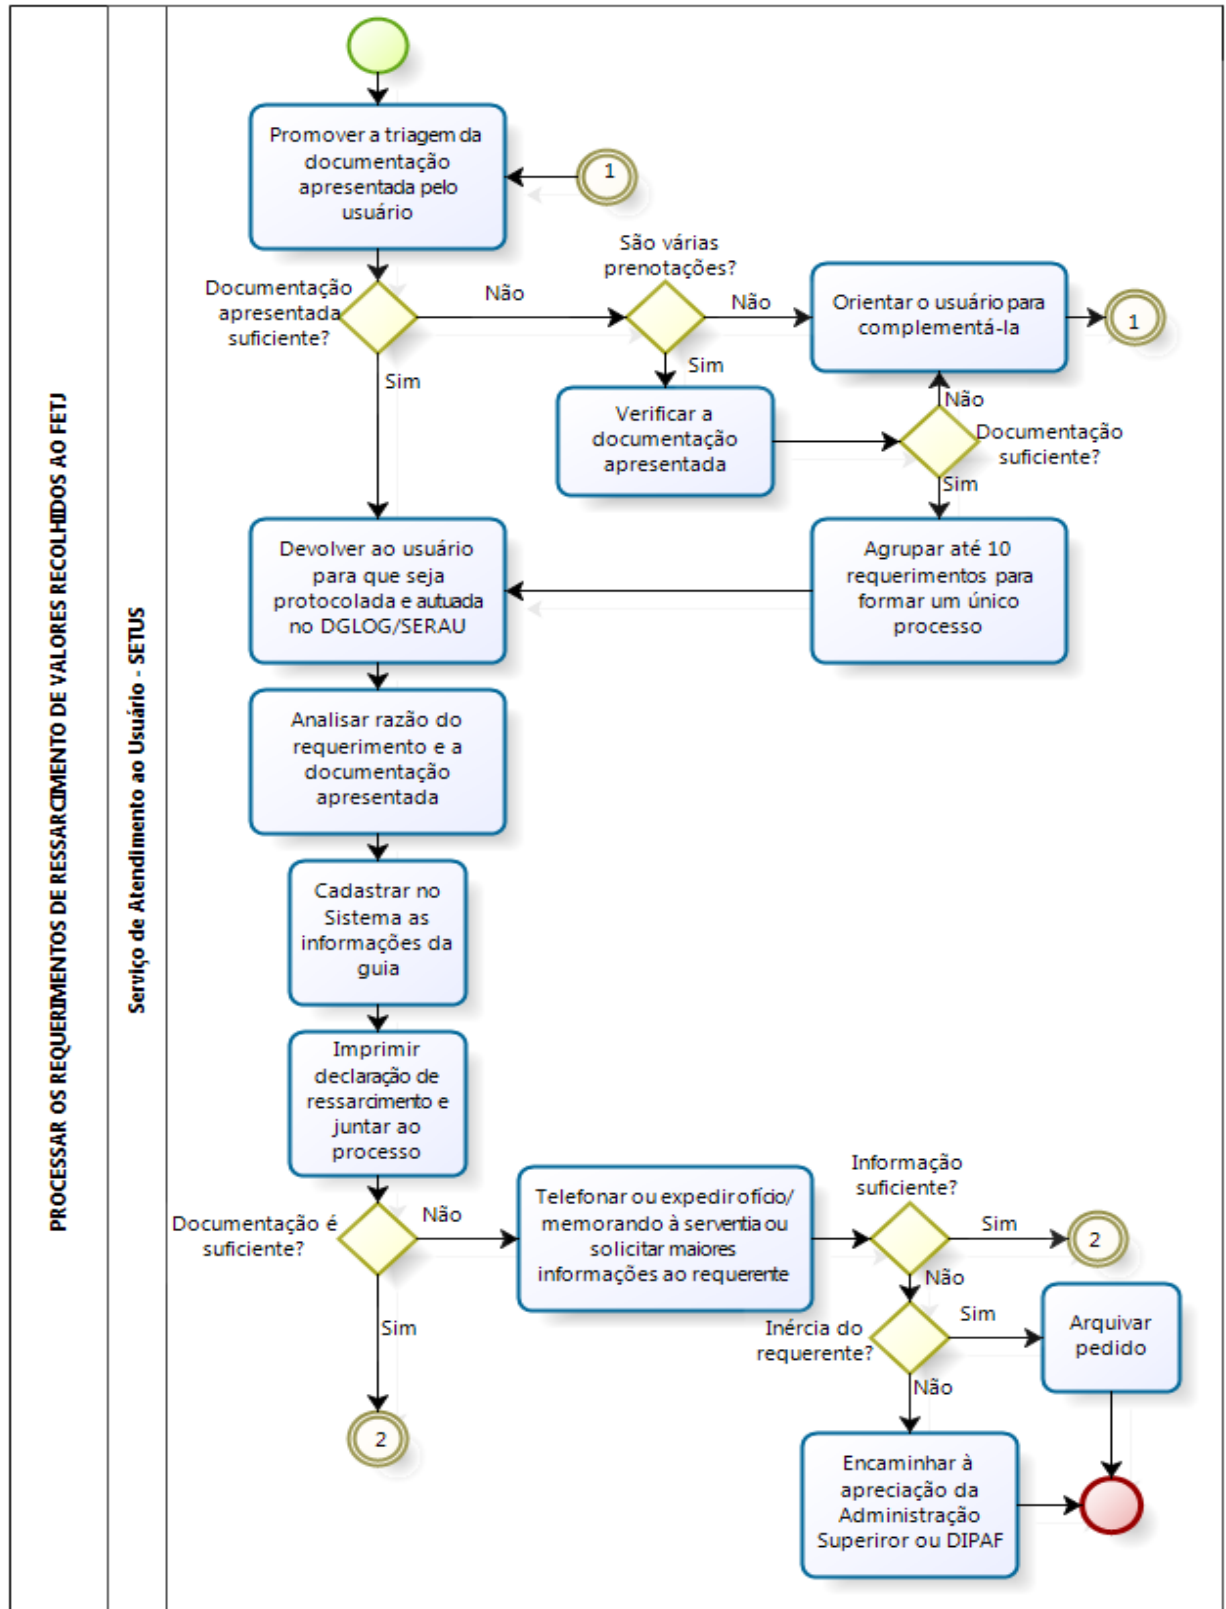 PROCESSAR OS REQUERIMENTOS DE RESSARCIMENTO DE VALORES RECOLHIDOS AO FETJ
Serviço de Atendimento ao Usuário - SETUS
Promover a triagem da
documentação
apresentada pelo
usuário
1
Documentação
apresentada
suficiente?
Não
São várias
prenotações?
Não
Orientar o usuário para
complementá-la
1
Sim
Sim
Verificar a
documentação
apresentada
Não
Documentação
suficiente?
Sim
Devolver ao usuário
para que seja
protocolada e autuada
no DGLOG/SERAU
Agrupar até 10
requerimentos para
formar um único
processo
Analisar razão do
requerimento e a
documentação
apresentada
Cadastrar no
Sistema as
informações da
guia
Imprimir
declaração de
ressarcimento e
juntar ao
processo
Documentação é
suficiente?
Não
Telefonar ou expedir ofício/
memorando à serventia ou
solicitar maiores
informações ao requerente
Informação
suficiente?
Sim
2
Não
Sim
2
Inércia do
requerente?
Sim
Arquivar
pedido
Não
Encaminhar à
apreciação da
Administração
Superiror ou DIPAF